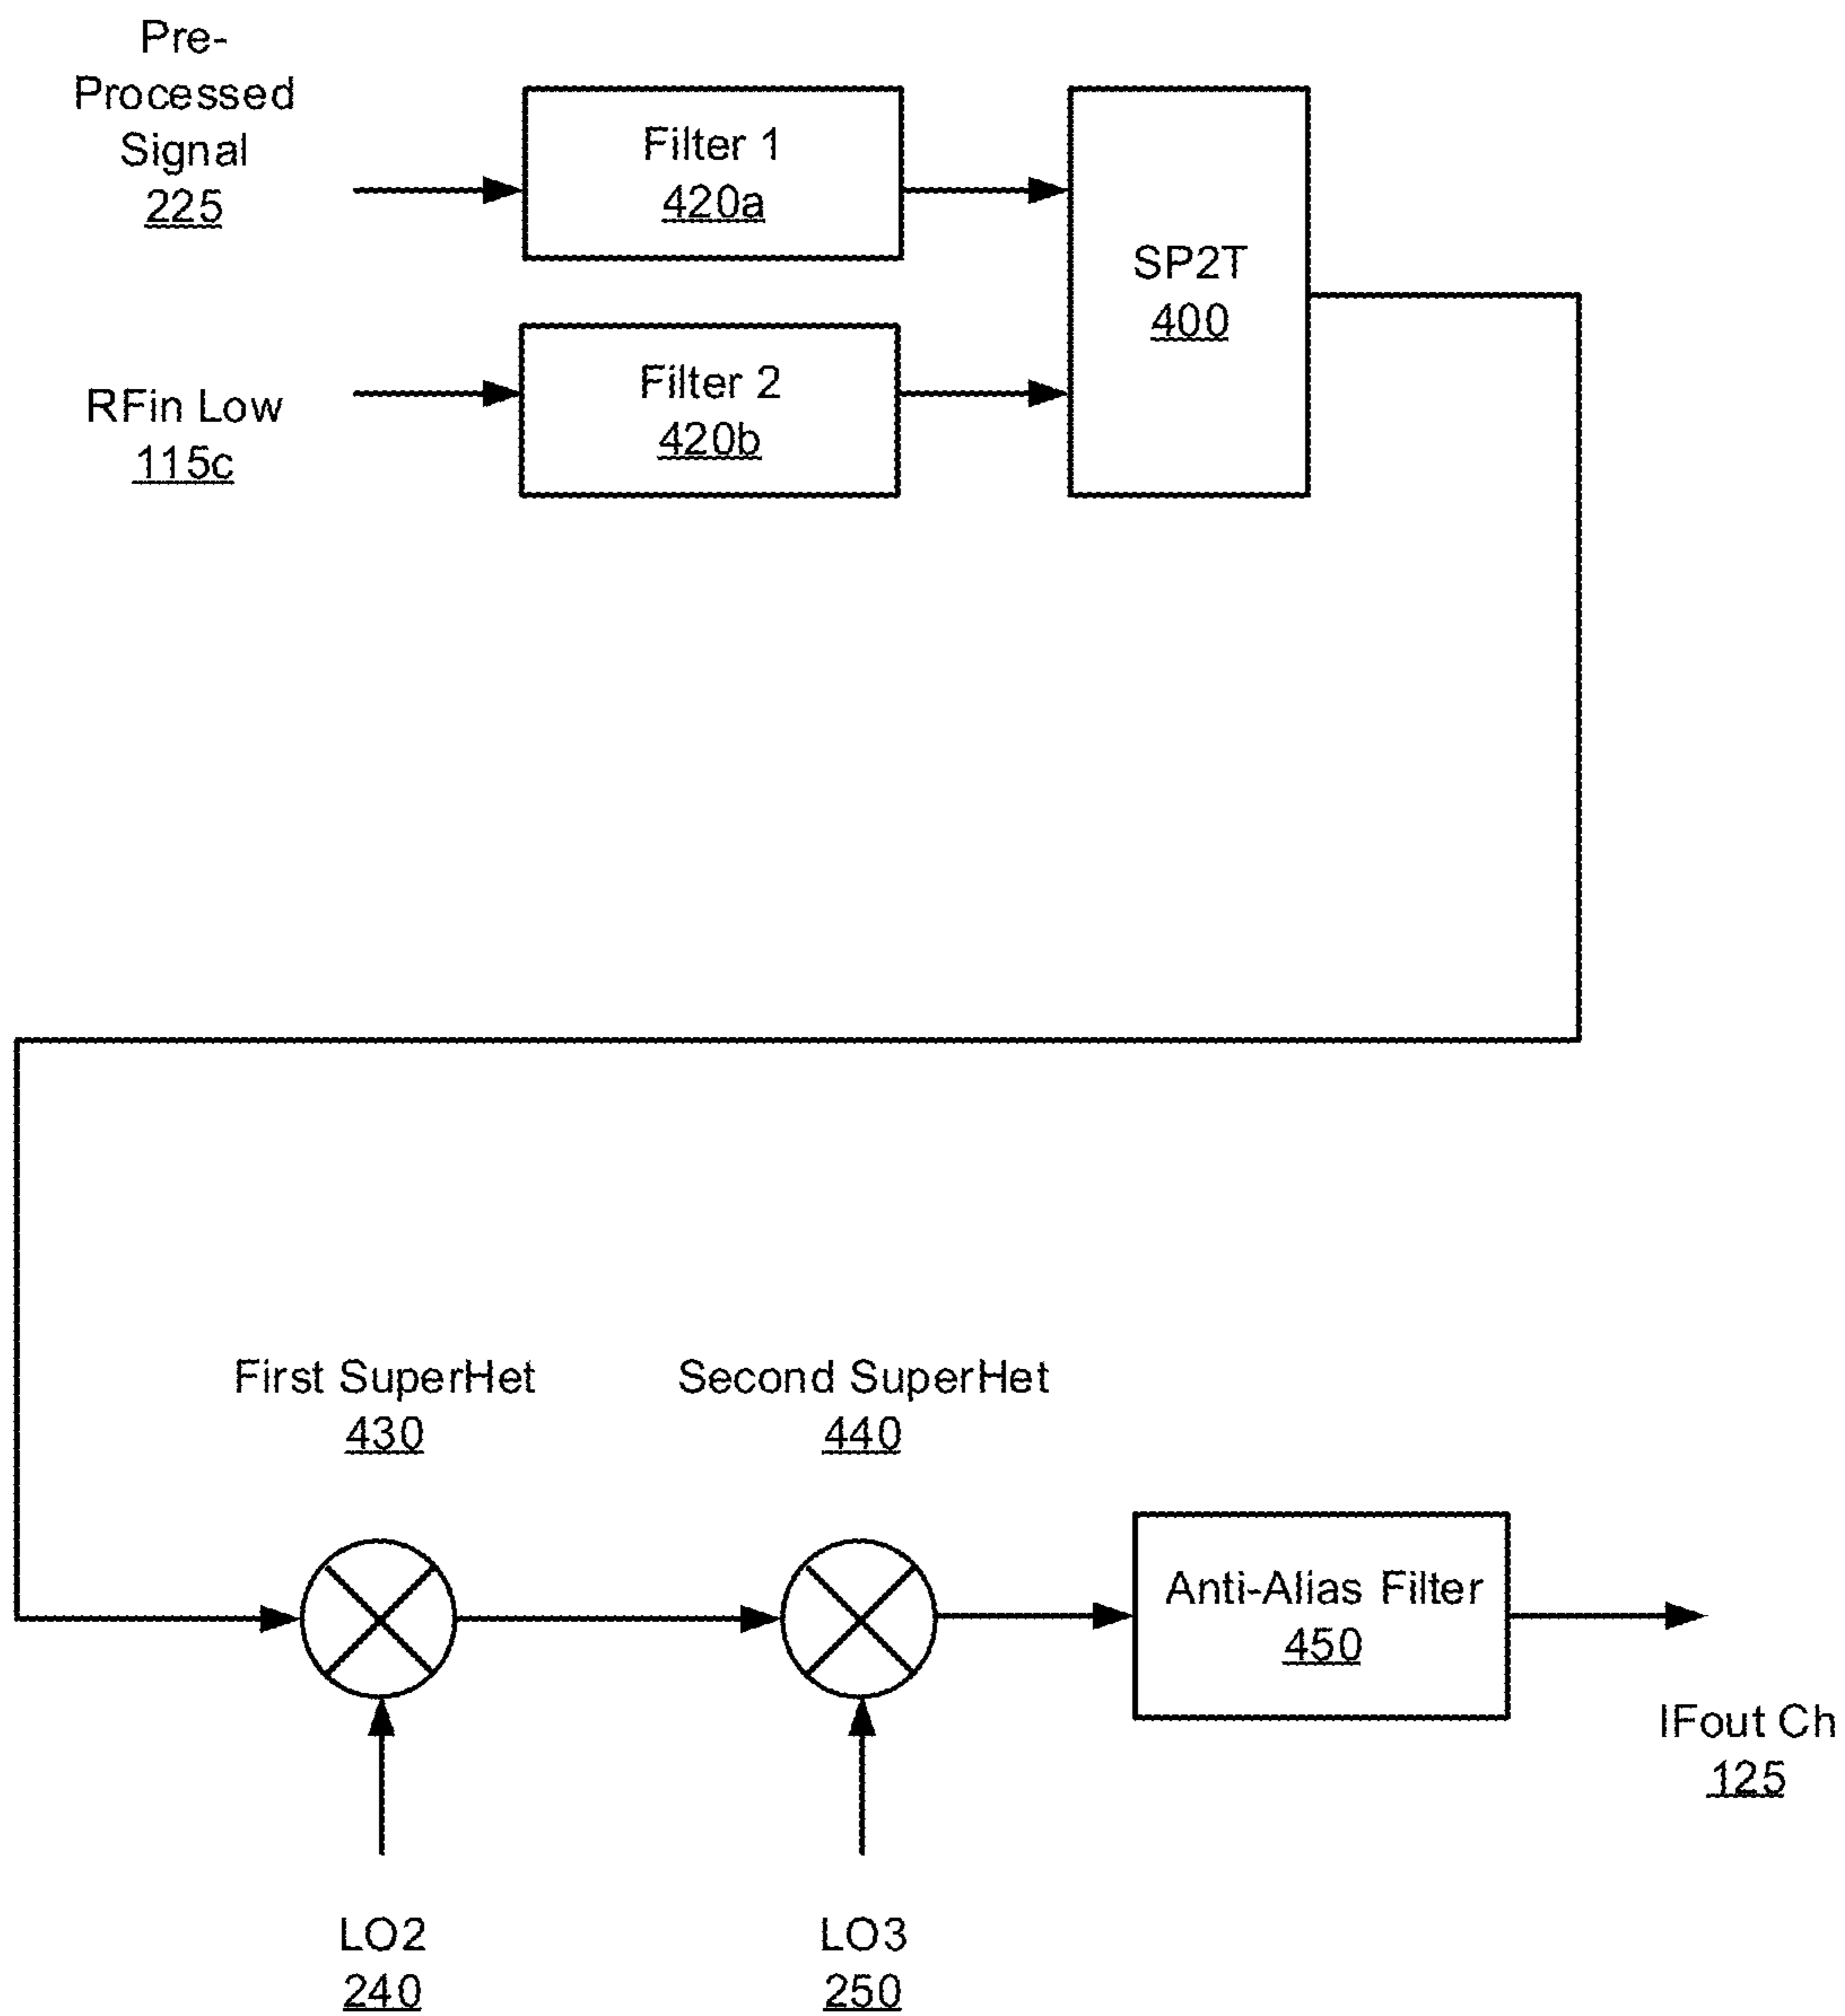 Pre-
Processed
Signal
225
Filter 1
420a
SP2T
400
RFin Low
115c
Filter 2
420b
First SuperHet
430
Second SuperHet
440
Anti-Alias Filter
450
IFout Ch
125
LO2
240
LO3
250